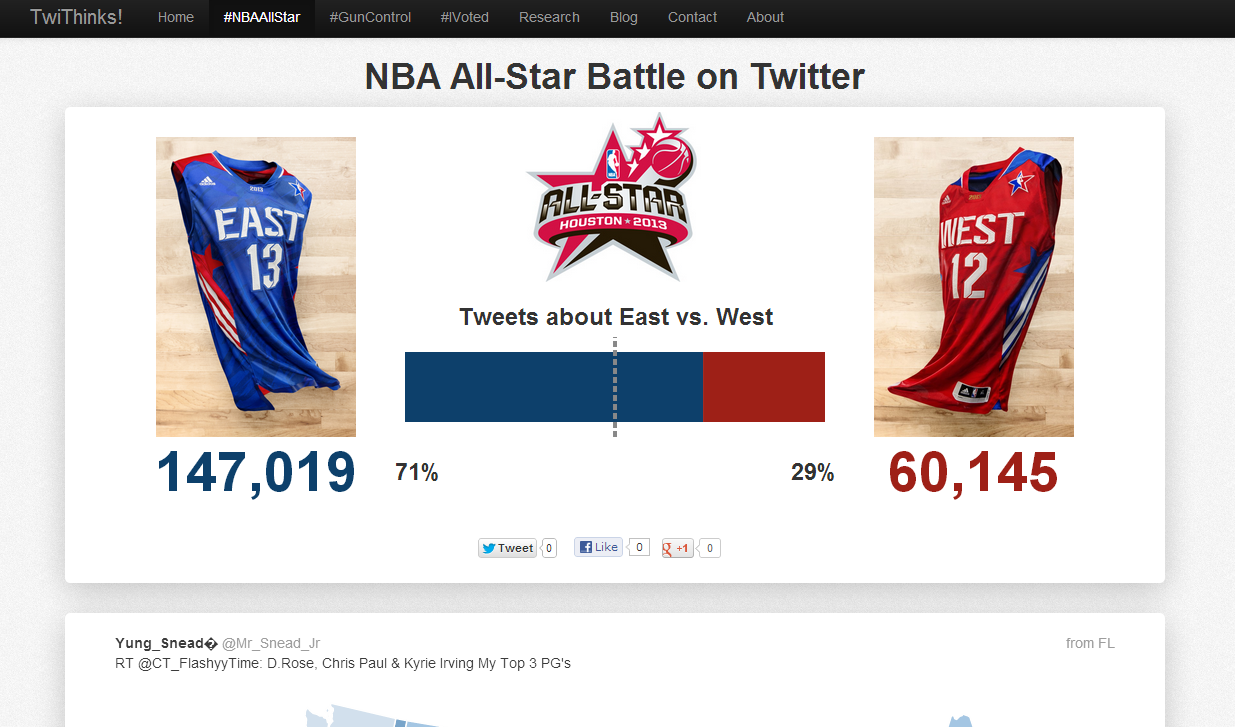 TwiThinks! Home #NBAAllStar #GunControl #IVoted Research Blog Contact About
NBA All-Star Battle on Twitter
2013
EAST
13
ALL-STAR
HOUSTON ★ 2013
2013
WEST
12
Tweets about East vs. West
147,019
71%
29%
60,145
Tweet 0 Like 0 +1 0
Yung_Snead� @Mr_Snead_Jr from FL
RT @CT_FlashyyTime: D.Rose, Chris Paul & Kyrie Irving My Top 3 PG's